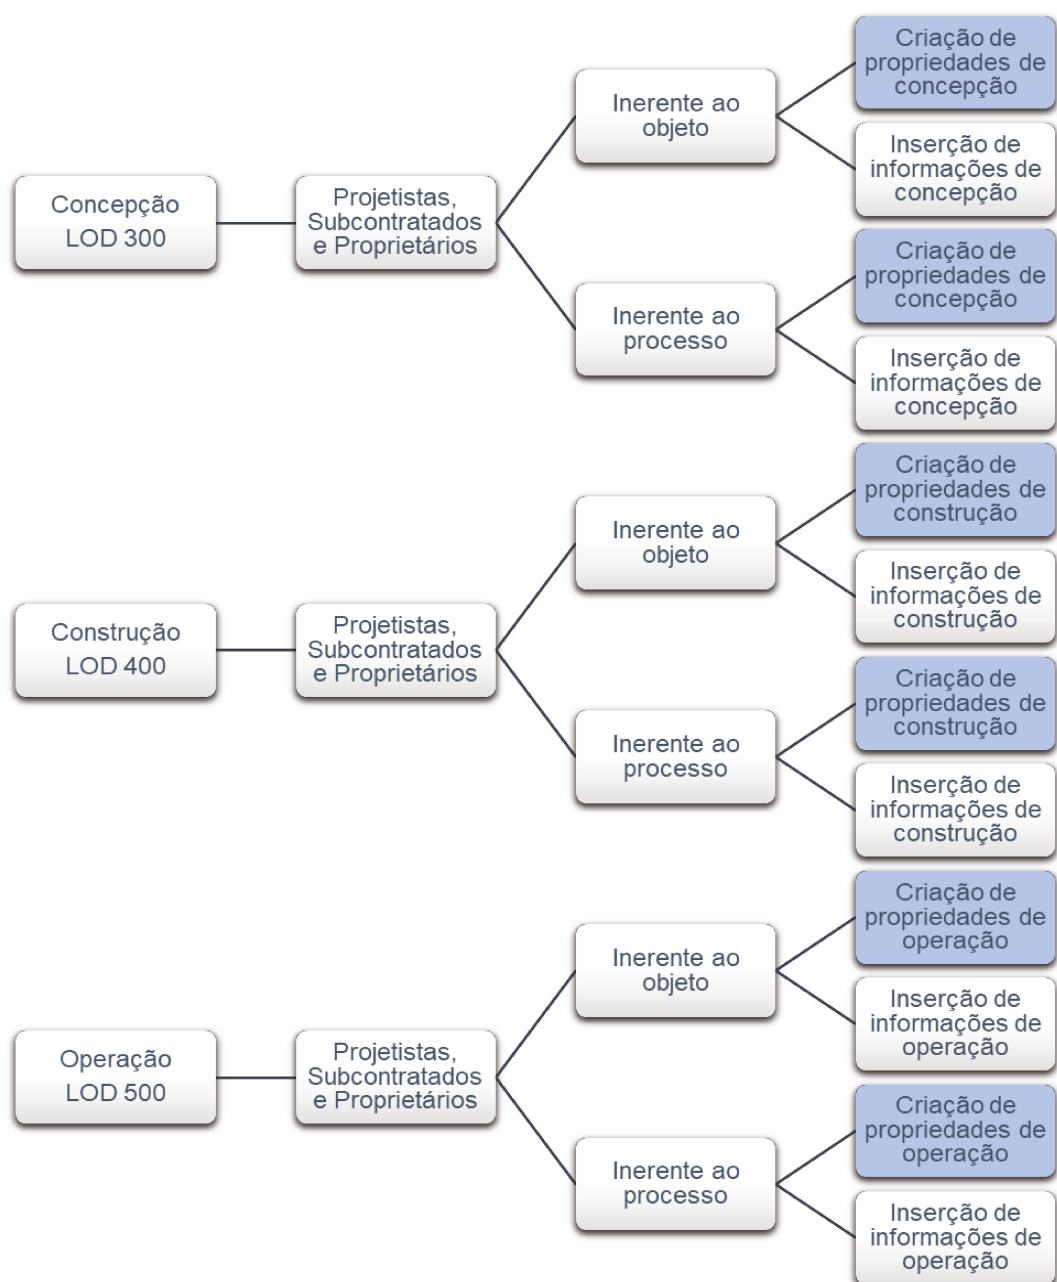 Concepção
LOD 300
Projetistas,
Subcontratados
e Proprietários
Inerente ao
objeto
Criação de
propriedades de
concepção
Inserção de
informações de
concepção
Inerente ao
processo
Criação de
propriedades de
concepção
Inserção de
informações de
concepção
Construção
LOD 400
Projetistas,
Subcontratados
e Proprietários
Inerente ao
objeto
Criação de
propriedades de
construção
Inserção de
informações de
construção
Inerente ao
processo
Criação de
propriedades de
construção
Inserção de
informações de
construção
Operação
LOD 500
Projetistas,
Subcontratados
e Proprietários
Inerente ao
objeto
Criação de
propriedades de
operação
Inserção de
informações de
operação
Inerente ao
processo
Criação de
propriedades de
operação
Inserção de
informações de
operação